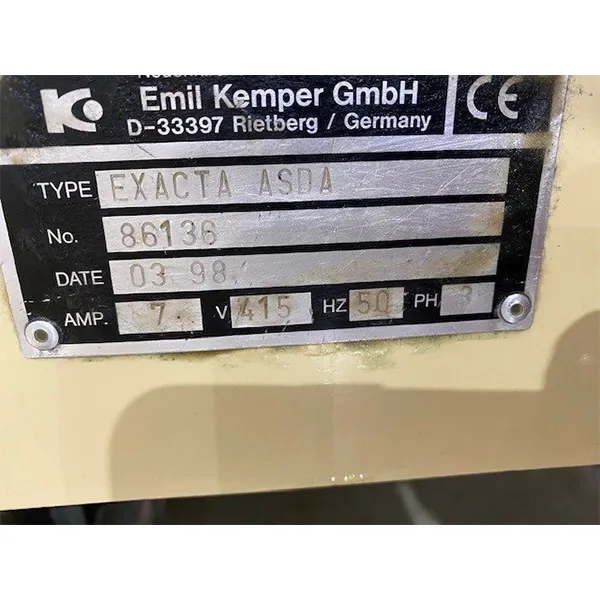 Emil Kemper GmbH
D-33397 Rietberg / Germany
CE
TYPE EXACTA ASDA
No. 86136
DATE 03 98
AMP. 7 V 415 HZ 50 PH. 3